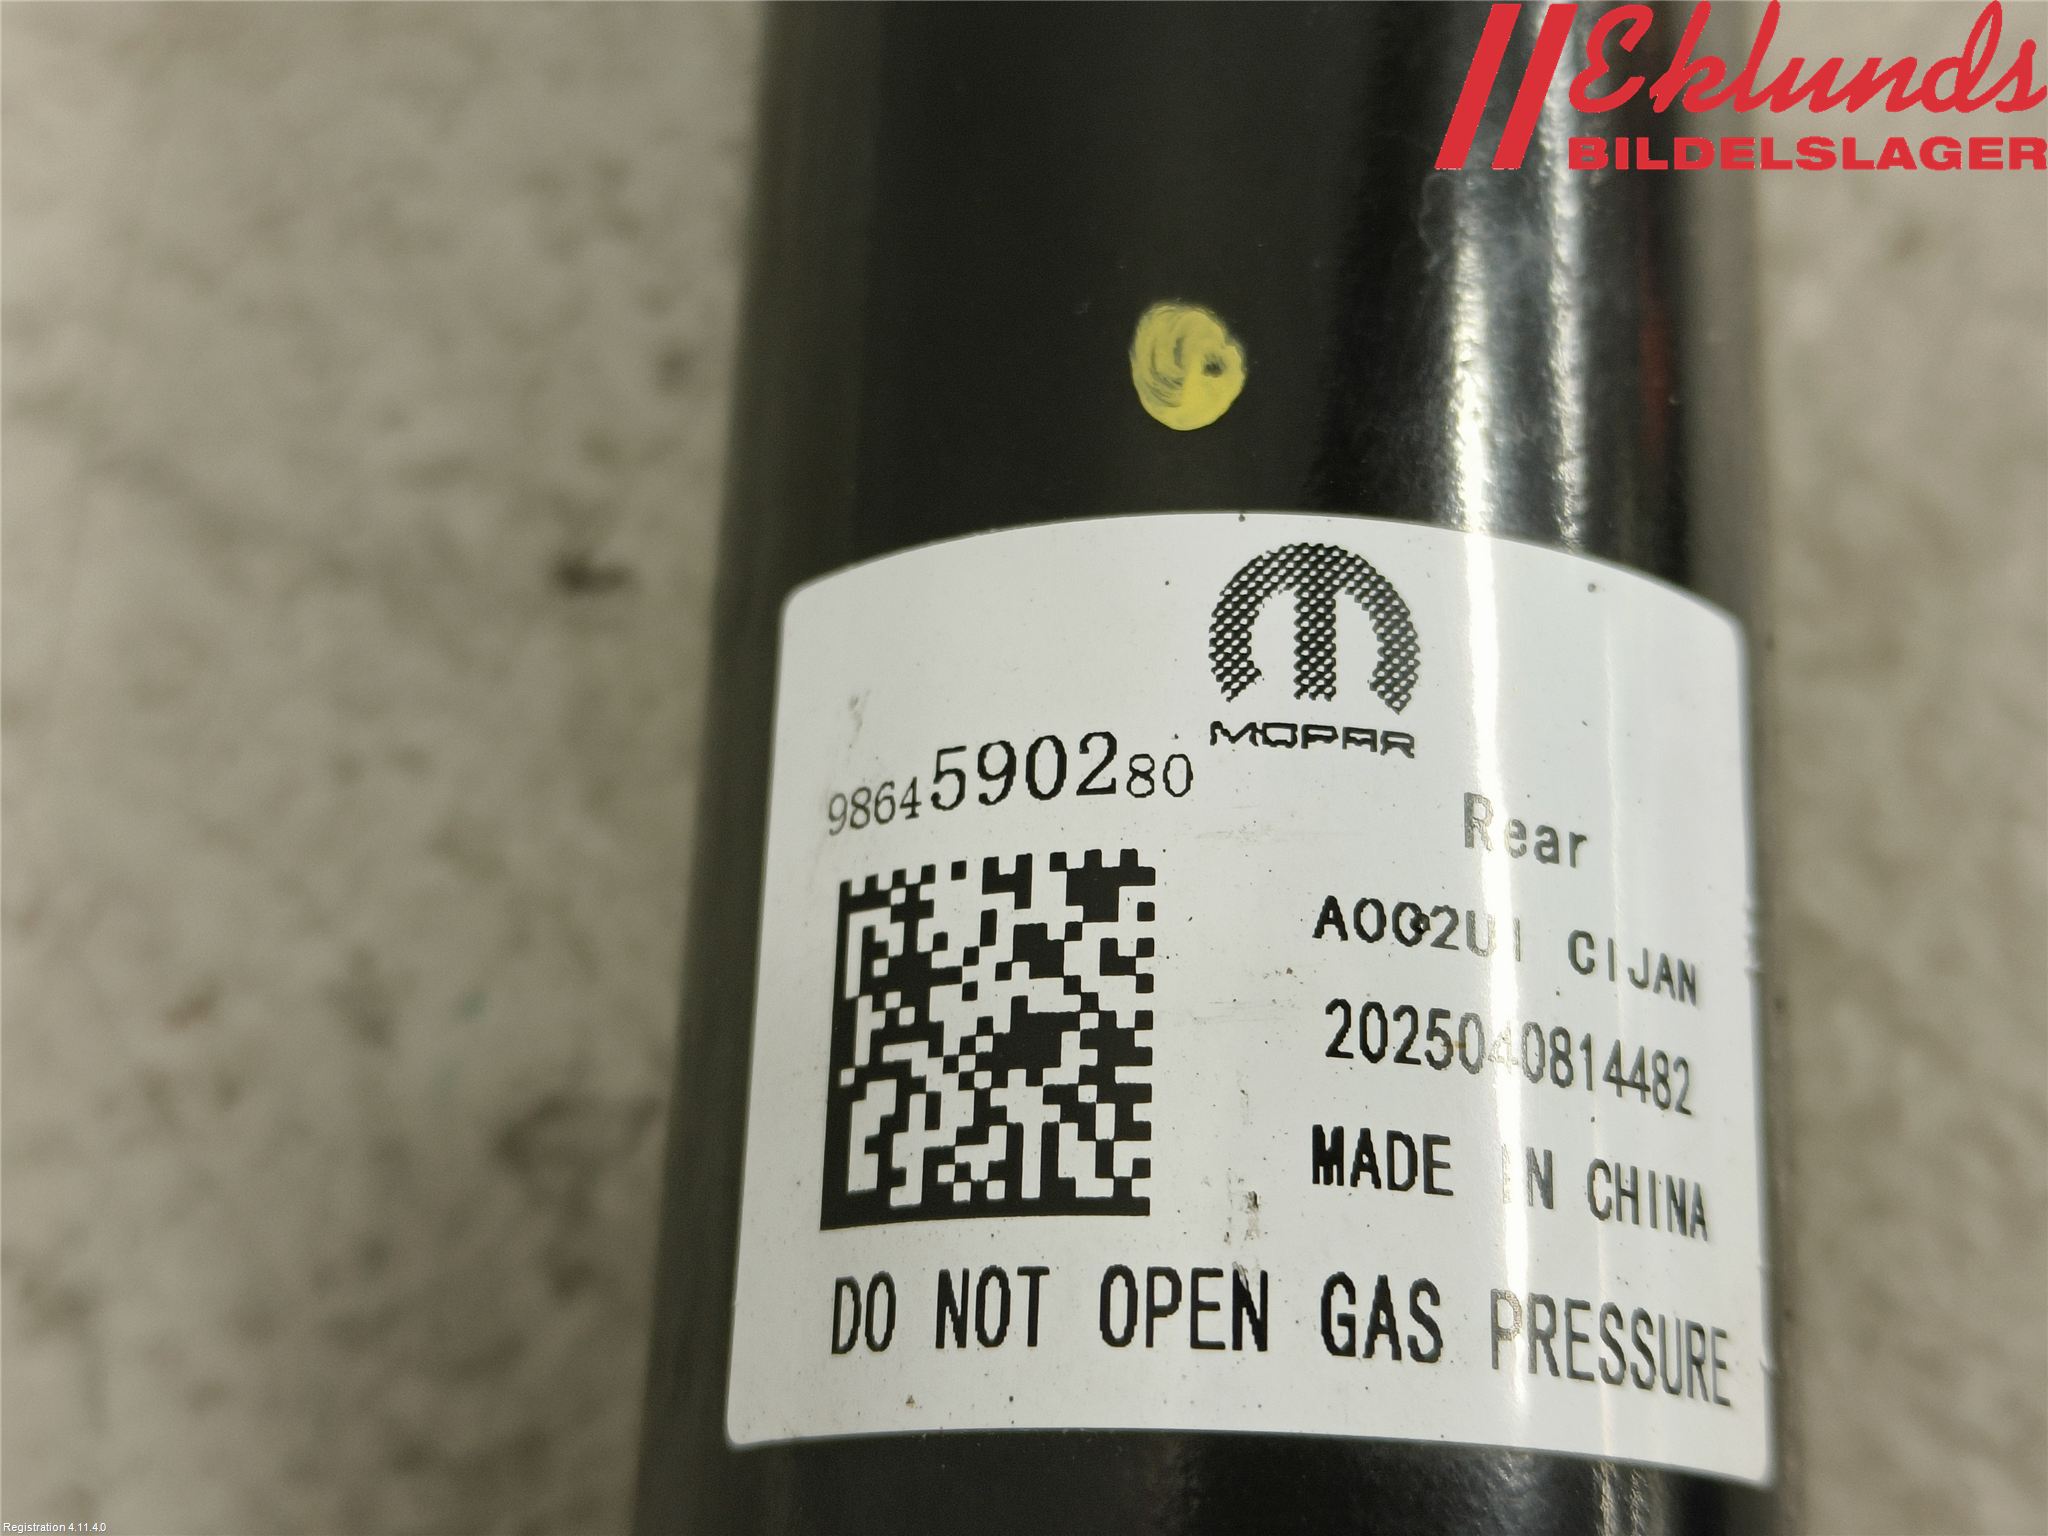 Eklunds
BILDELSLAGER
MOPAR
9864590280
Rear
CIJAN
2025040814482
MADE IN CHINA
DO NOT OPEN GAS PRESSURE
Registration 4.11.4.0